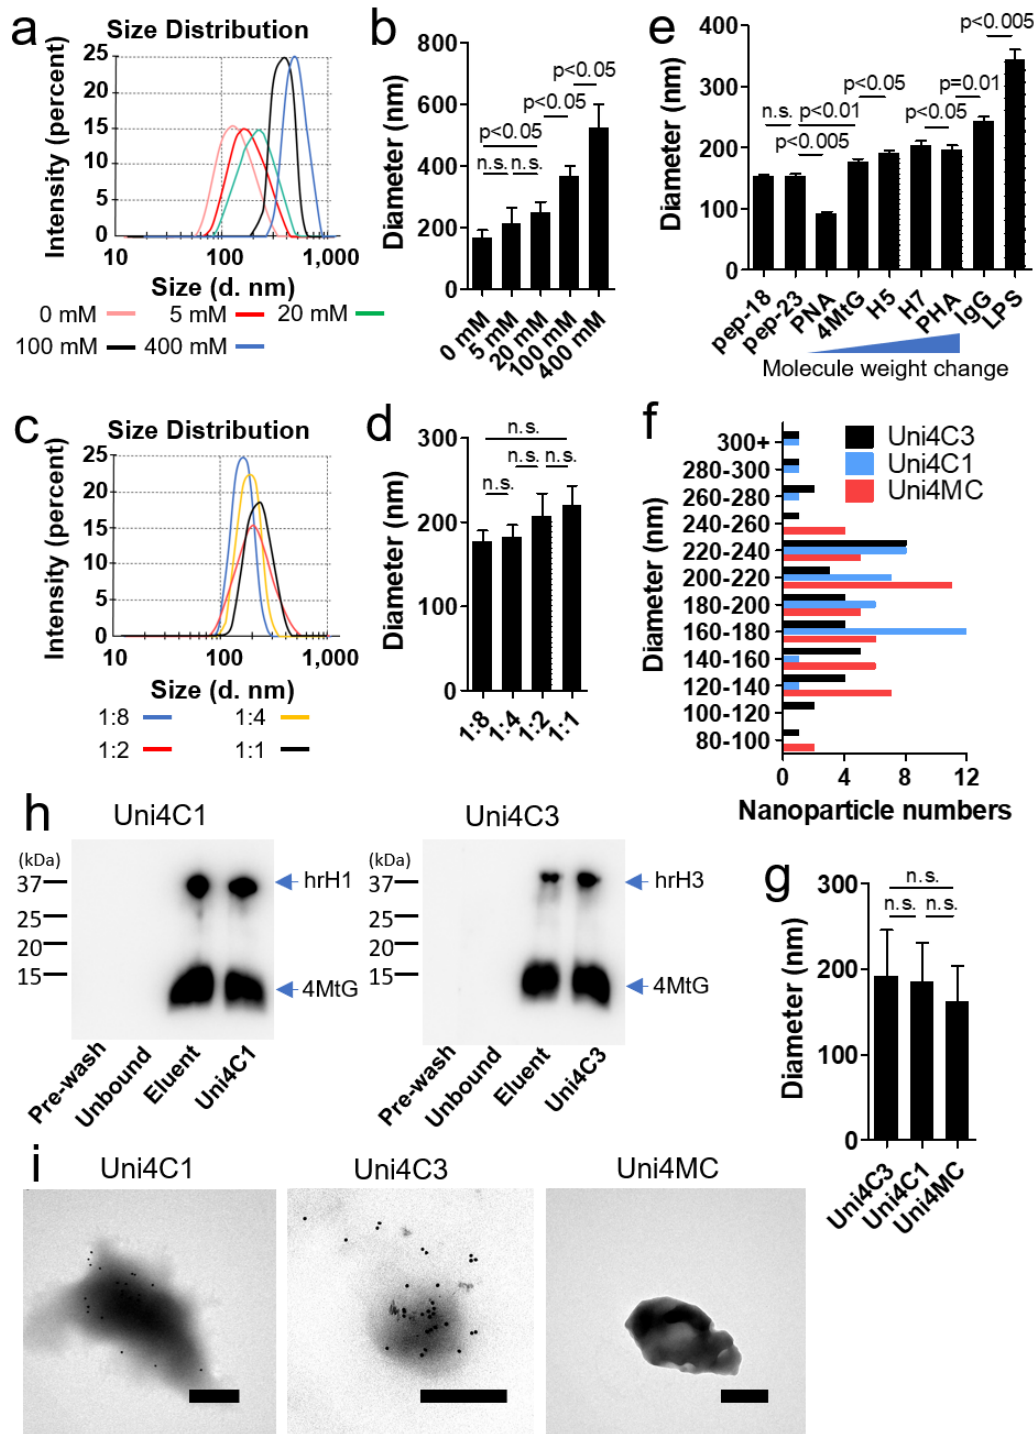 a
Size Distribution
Intensity (percent)
25
20
15
10
5
0
10
100
1,000
Size (d. nm)
0 mM
5 mM
20 mM
100 mM
400 mM
b
Diameter (nm)
800
600
400
200
0
p<0.05
p<0.05
p<0.05
n.s.
n.s.
0 mM
5 mM
20 mM
100 mM
400 mM
e
Diameter (nm)
400
300
200
100
0
p<0.005
p=0.01
p<0.05
p<0.05
n.s.
p<0.01
p<0.005
pep-18
pep-23
PNA
4MtG
H5
H7
PHA
IgG
LPS
Molecule weight change
c
Size Distribution
Intensity (percent)
25
20
15
10
5
0
10
100
1,000
Size (d. nm)
1:8
1:4
1:2
1:1
d
Diameter (nm)
300
200
100
0
n.s.
n.s.
n.s.
n.s.
1:8
1:4
1:2
1:1
f
Diameter (nm)
300+
280-300
260-280
240-260
220-240
200-220
180-200
160-180
140-160
120-140
100-120
80-100
Uni4C3
Uni4C1
Uni4MC
0
4
8
12
Nanoparticle numbers
h
Uni4C1
(kDa)
37
25
20
15
hrH1
4MtG
Pre-wash
Unbound
Eluent
Uni4C1
Uni4C3
(kDa)
37
25
20
15
hrH3
4MtG
Pre-wash
Unbound
Eluent
Uni4C3
g
Diameter (nm)
300
200
100
0
n.s.
n.s.
n.s.
Uni4C3
Uni4C1
Uni4MC
i
Uni4C1
Uni4C3
Uni4MC